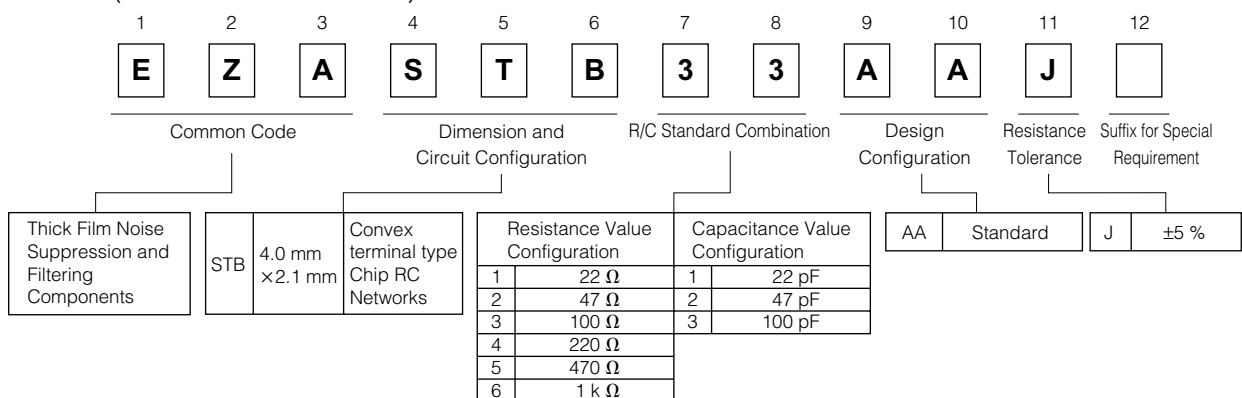 1 2 3 4 5 6 7 8 9 10 11 12
E Z A S T B 3 3 A A J
Common Code
Dimension and
Circuit Configuration
R/C Standard Combination
Design
Configuration
Resistance
Tolerance
Suffix for Special
Requirement
Thick Film Noise
Suppression and
Filtering
Components
STB
4.0 mm
×2.1 mm
Convex
terminal type
Chip RC
Networks
Resistance Value
Configuration
1 22 Ω
2 47 Ω
3 100 Ω
4 220 Ω
5 470 Ω
6 1 k Ω
Capacitance Value
Configuration
1 22 pF
2 47 pF
3 100 pF
AA Standard
J ±5 %